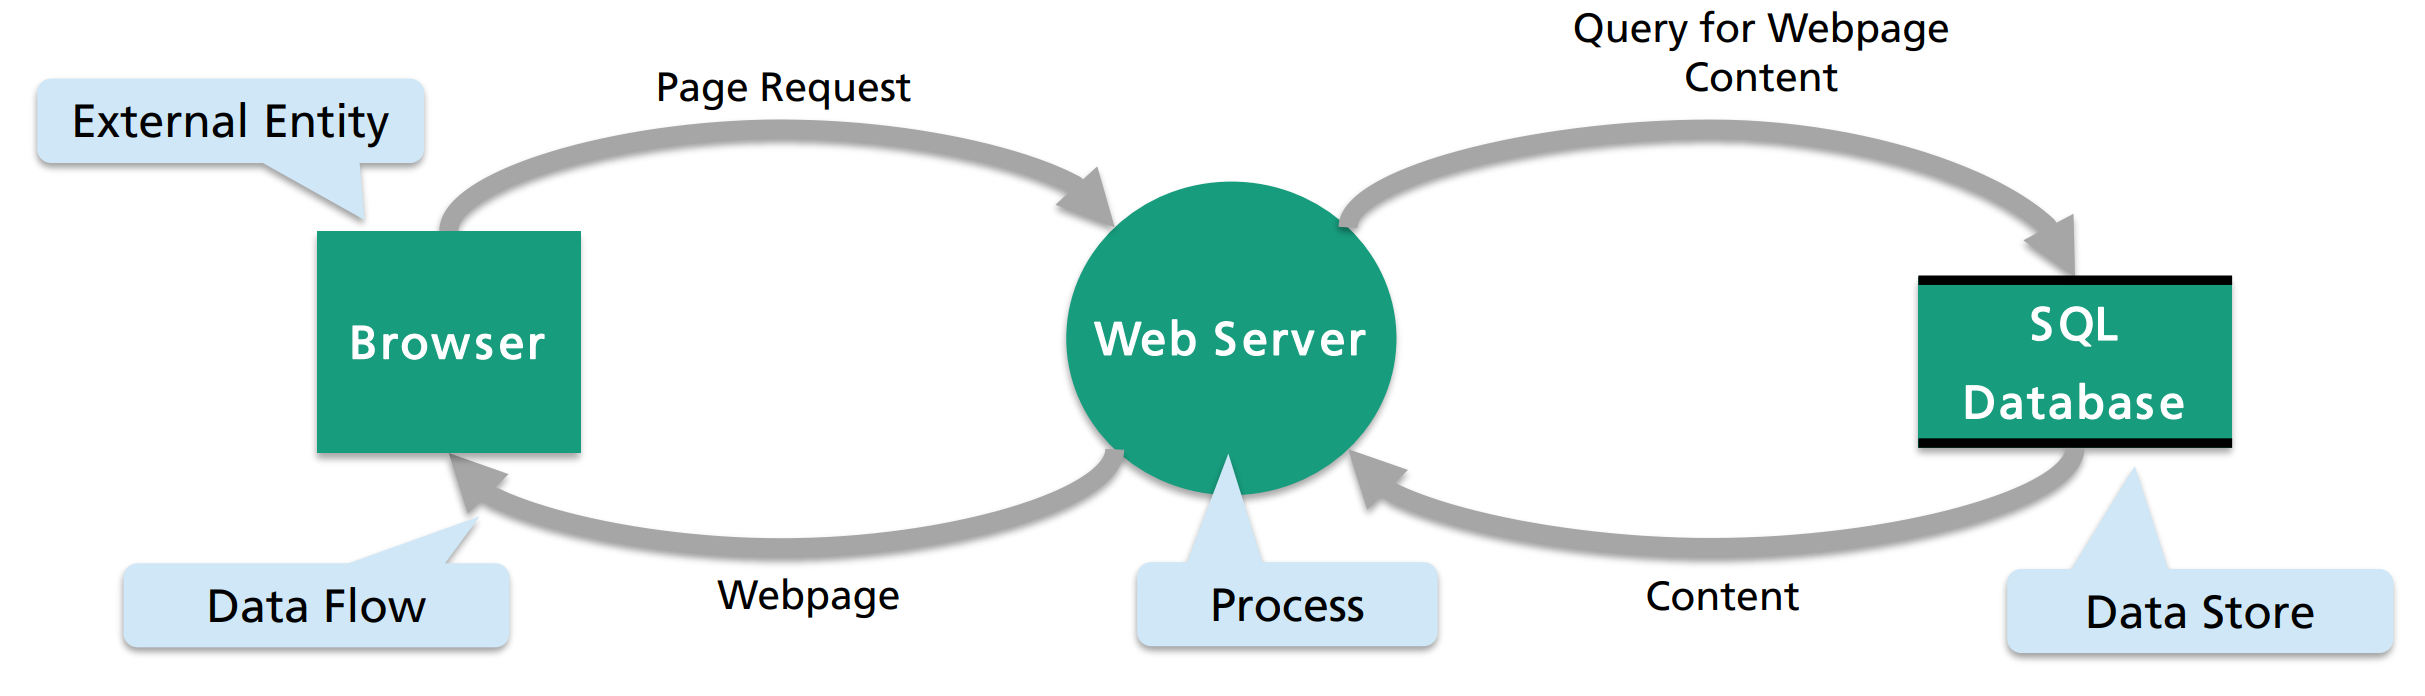 Query for Webpage
Content
Page Request
External Entity
Browser
Web Server
SQL
Database
Data Flow
Webpage
Process
Content
Data Store